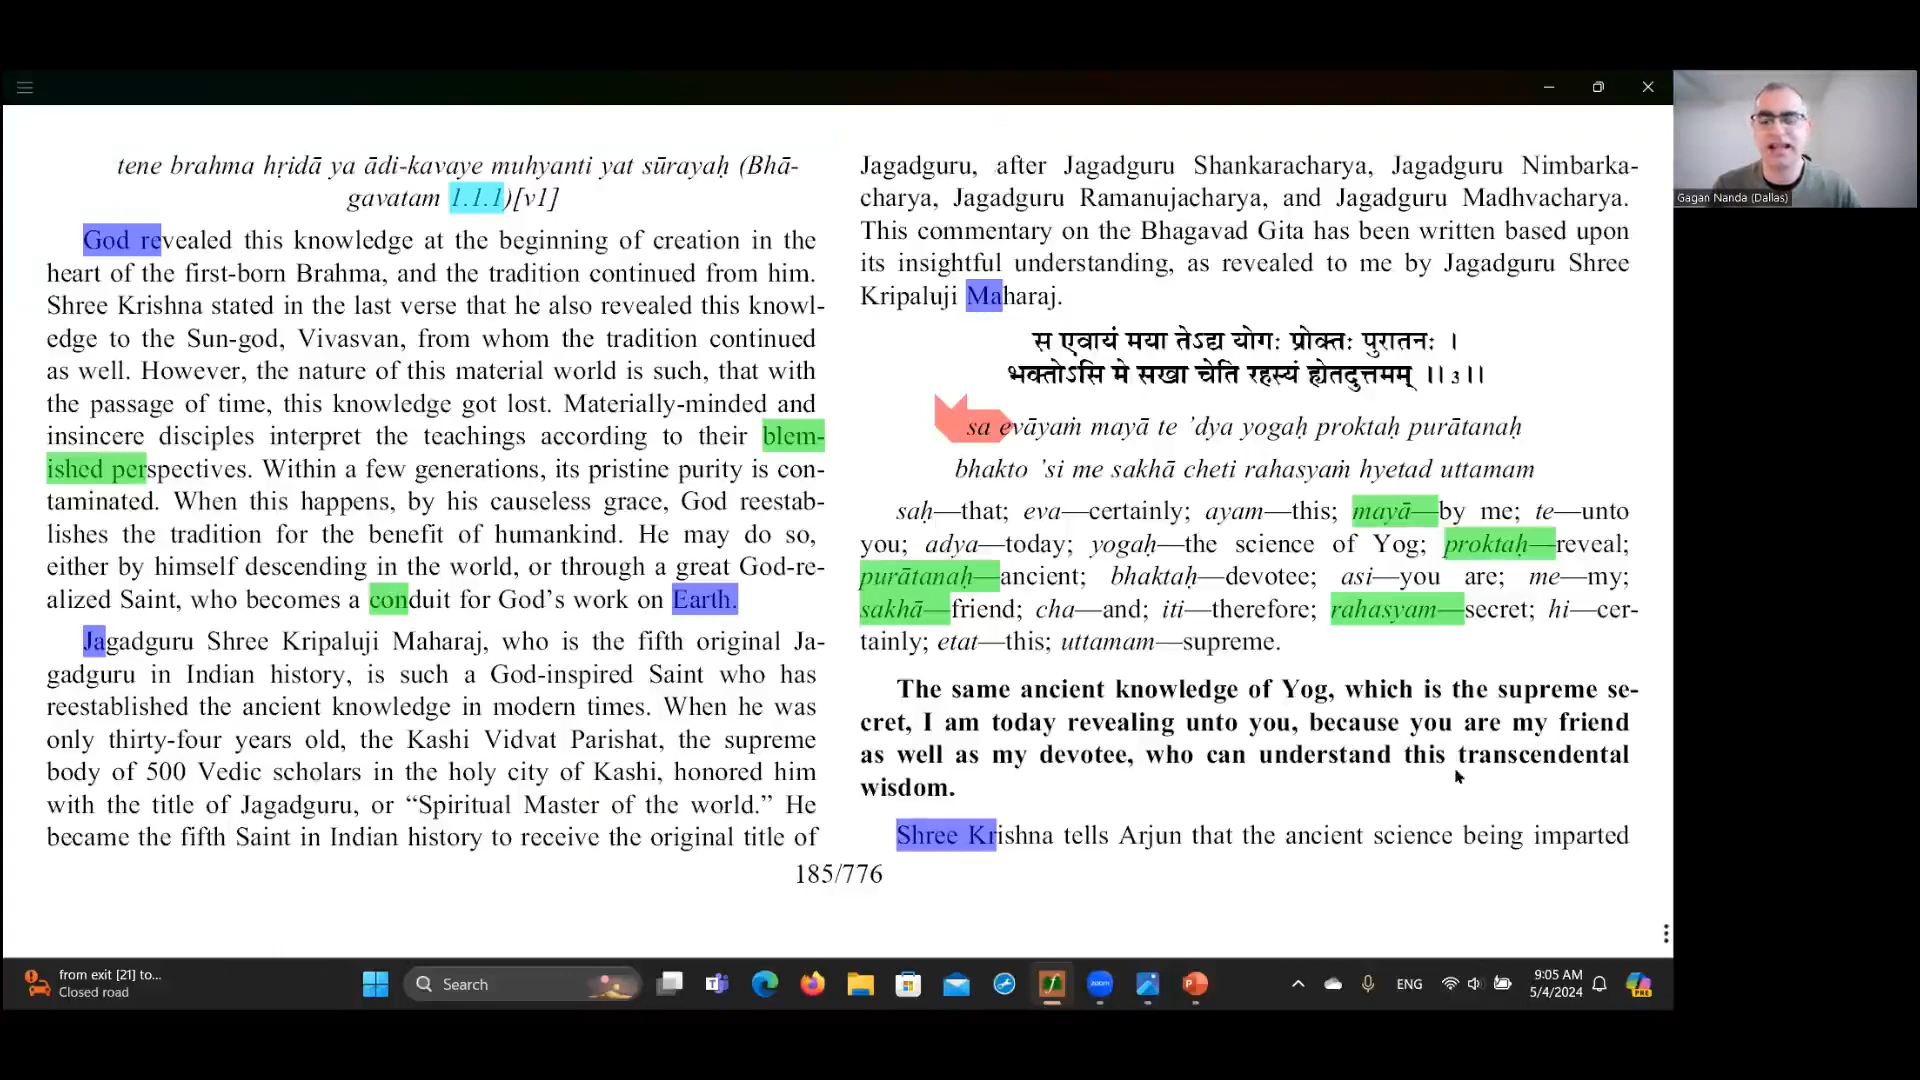 tene brahma hṛidā ya ādi-kavaye muhyanti yat sūrayaḥ (Bhā-
gavatam 1.1.1)[v1]
God revealed this knowledge at the beginning of creation in the
heart of the first-born Brahma, and the tradition continued from him.
Shree Krishna stated in the last verse that he also revealed this knowl-
edge to the Sun-god, Vivasvan, from whom the tradition continued
as well. However, the nature of this material world is such, that with
the passage of time, this knowledge got lost. Materially-minded and
insincere disciples interpret the teachings according to their blem-
ished perspectives. Within a few generations, its pristine purity is con-
taminated. When this happens, by his causeless grace, God reestab-
lishes the tradition for the benefit of humankind. He may do so,
either by himself descending in the world, or through a great God-re-
alized Saint, who becomes a conduit for God’s work on Earth.
Jagadguru Shree Kripaluji Maharaj, who is the fifth original Ja-
gadguru in Indian history, is such a God-inspired Saint who has
reestablished the ancient knowledge in modern times. When he was
only thirty-four years old, the Kashi Vidvat Parishat, the supreme
body of 500 Vedic scholars in the holy city of Kashi, honored him
with the title of Jagadguru, or “Spiritual Master of the world.” He
became the fifth Saint in Indian history to receive the original title of
Jagadguru, after Jagadguru Shankaracharya, Jagadguru Nimbarka-
charya, Jagadguru Ramanujacharya, and Jagadguru Madhvacharya.
This commentary on the Bhagavad Gita has been written based upon
its insightful understanding, as revealed to me by Jagadguru Shree
Kripaluji Maharaj.
स एवायं मया तेऽद्य योगः प्रोक्तः पुरातनः ।
भक्तोऽसि मे सखा चेति रहस्यं ह्येतदुत्तमम् ।। 3 ।।
sa evāyaṁ mayā te ’dya yogaḥ proktaḥ purātanaḥ
bhakto ’si me sakhā cheti rahasyaṁ hyetad uttamam
saḥ—that; eva—certainly; ayam—this; mayā—by me; te—unto
you; adya—today; yogaḥ—the science of Yog; proktaḥ—reveal;
purātanaḥ—ancient; bhaktaḥ—devotee; asi—you are; me—my;
sakhā—friend; cha—and; iti—therefore; rahasyam—secret; hi—cer-
tainly; etat—this; uttamam—supreme.
The same ancient knowledge of Yog, which is the supreme se-
cret, I am today revealing unto you, because you are my friend
as well as my devotee, who can understand this transcendental
wisdom.
Shree Krishna tells Arjun that the ancient science being imparted
185/776
Gagan Nanda (Dallas)
from exit [21] to...
Closed road
Search
zoom
ENG
9:05 AM
5/4/2024
PRE